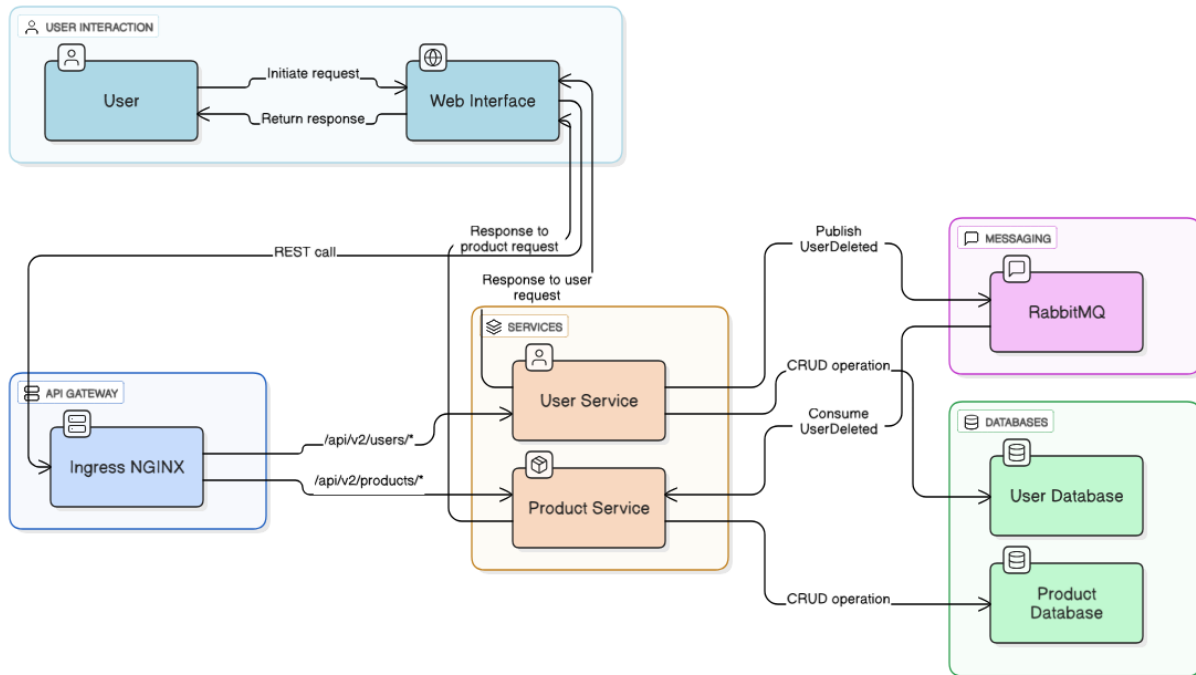 USER INTERACTION
User
Initiate request
Return response
Web Interface
REST call
Response to
product request
Response to user
request
Publish
UserDeleted
MESSAGING
RabbitMQ
SERVICES
User Service
CRUD operation
Consume
UserDeleted
API GATEWAY
Ingress NGINX
/api/v2/users/*
/api/v2/products/*
Product Service
DATABASES
User Database
CRUD operation
Product
Database